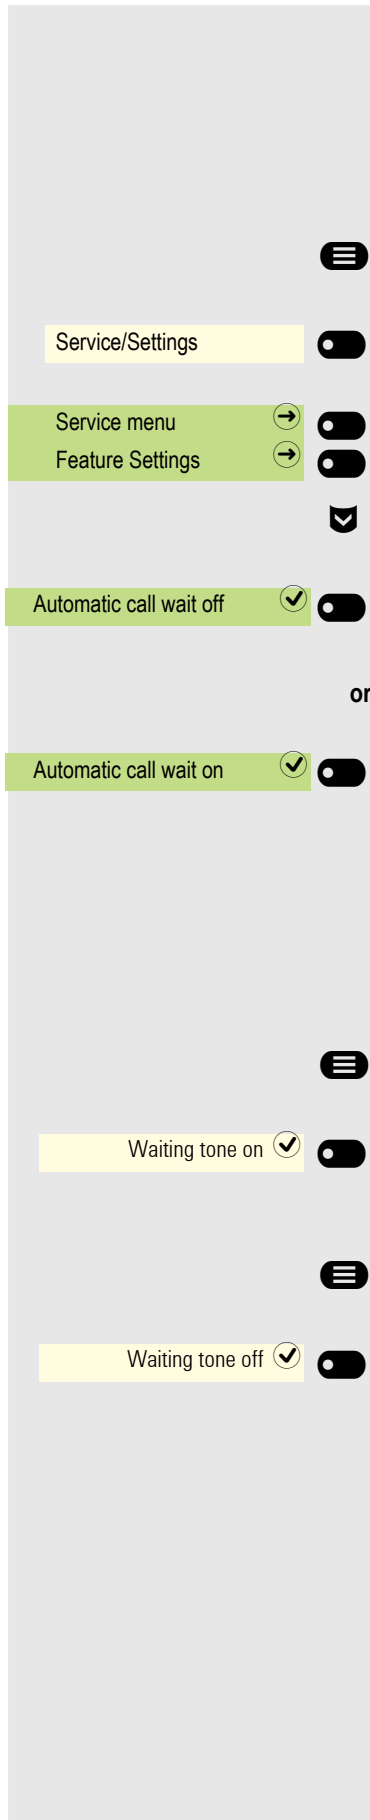 Service/Settings
Service menu
Feature Settings
Automatic call wait off
or
Automatic call wait on
Waiting tone on
Waiting tone off